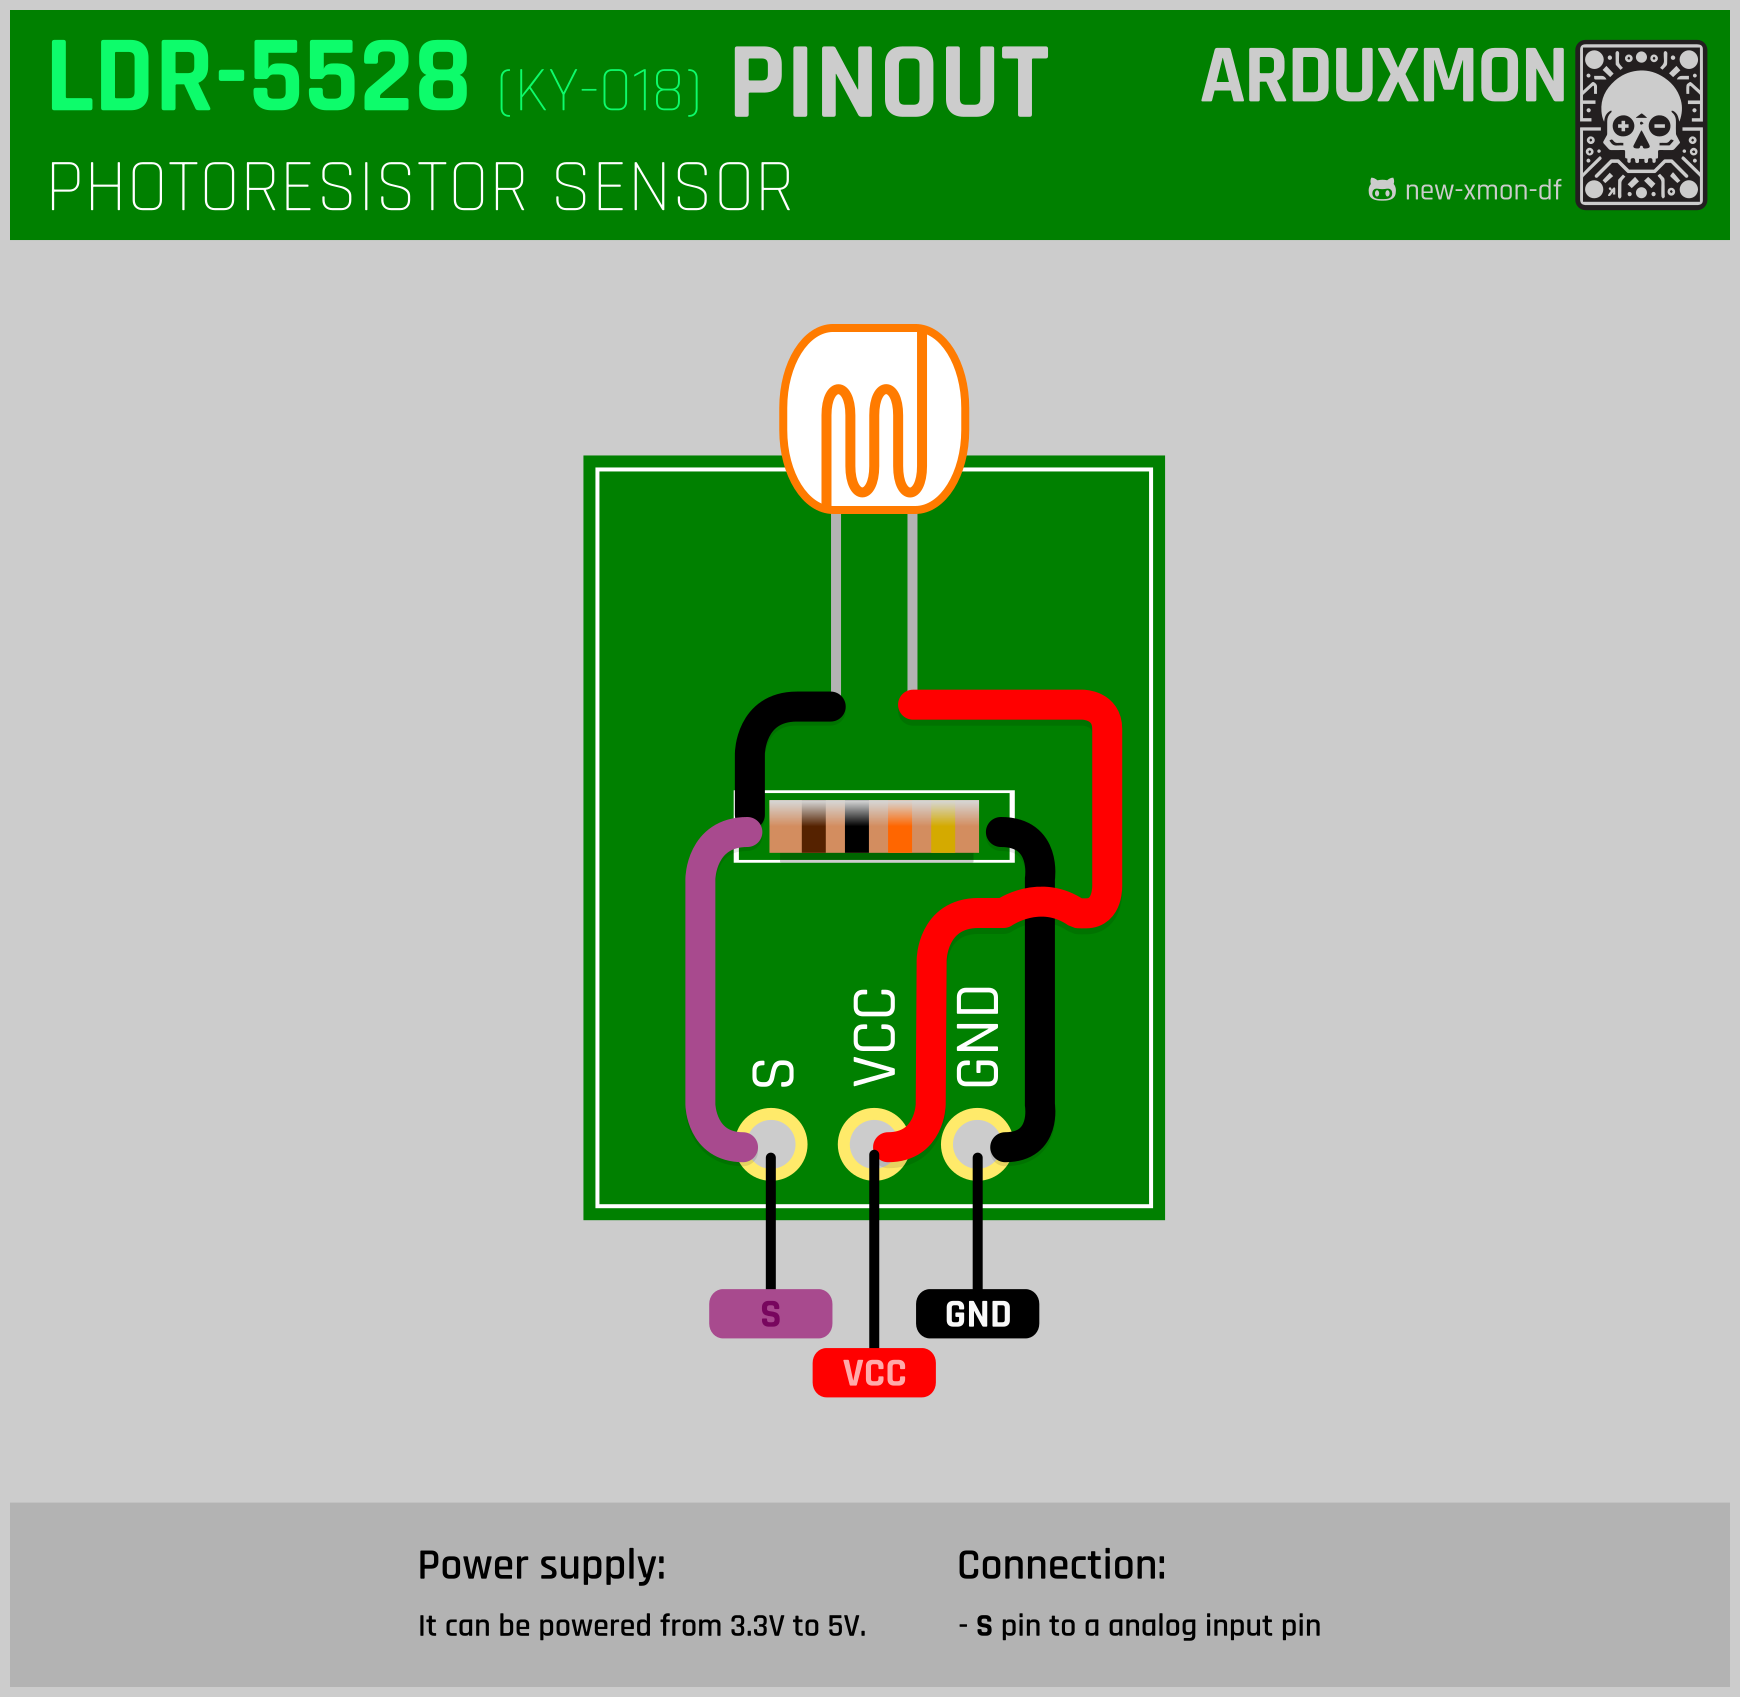 LDR-5528 (KY-018) PINOUT
ARDUXMON
PHOTORESISTOR SENSOR
new-xmon-df
S
VCC
GND
S
GND
VCC
Power supply:
It can be powered from 3.3V to 5V.
Connection:
- S pin to a analog input pin